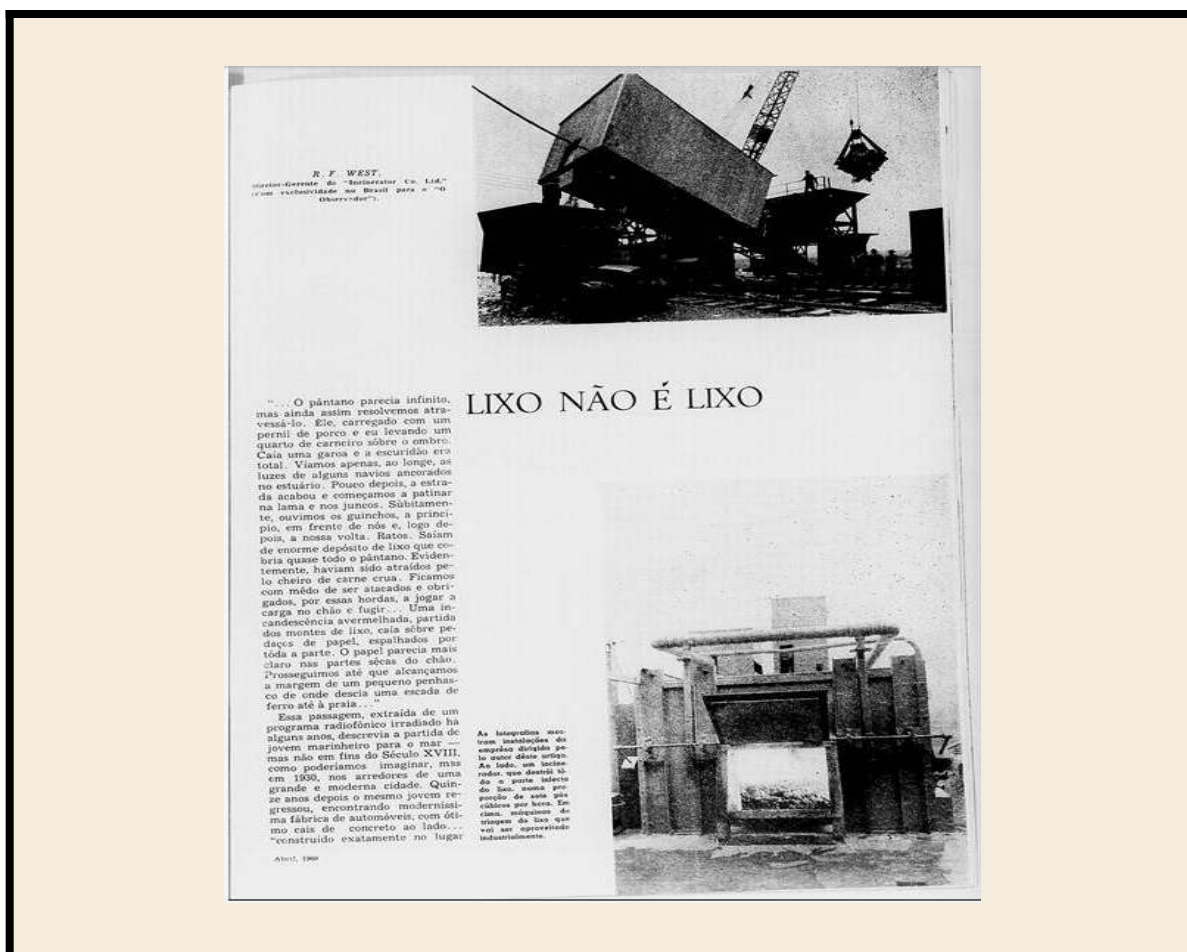 R. F. WEST,
Diretor-Gerente do "Incinerator Co. Ltd,"
(Com exclusividade no Brasil para o "O
Observador").
LIXO NÃO É LIXO
"... O pântano parecia infinito,
mas ainda assim resolvemos atra-
vessá-lo. Êle, carregado com um
pernil de porco e eu levando um
quarto de carneiro sôbre o ombro.
Caía uma garoa e a escuridão era
total. Víamos apenas, ao longe, as
luzes de alguns navios ancorados
no estuário. Pouco depois, a estra-
da acabou e começamos a patinar
na lama e nos juncos. Sùbitamen-
te, ouvimos os guinchos, a princí-
pio, em frente de nós e, logo de-
pois, a nossa volta. Ratos. Saíam
de enorme depósito de lixo que co-
bria quase todo o pântano. Eviden-
temente, haviam sido atraídos pe-
lo cheiro de carne crua. Ficamos
com mêdo de ser atacados e obri-
gados, por essas hordas, a jogar a
carga no chão e fugir... Uma in-
candescência avermelhada, partida
dos montes de lixo, caía sôbre pe-
daços de papel, espalhados por
tôda a parte. O papel parecia mais
claro nas partes sêcas do chão.
Prosseguimos até que alcançamos
a margem de um pequeno penhas-
co de onde descia uma escada de
ferro até à praia..."
Essa passagem, extraída de um
programa radiofônico irradiado há
alguns anos, descrevia a partida de
jovem marinheiro para o mar —
mas não em fins do Século XVIII,
como poderíamos imaginar, mas
em 1930, nos arredores de uma
grande e moderna cidade. Quin-
ze anos depois o mesmo jovem re-
gressou, encontrando moderníssi-
ma fábrica de automóveis, com óti-
mo cais de concreto ao lado...
"construído exatamente no lugar
Abril, 1960
As fotografias mos-
tram instalações da
emprêsa dirigida pe-
lo autor dêste artigo.
Ao lado, um incine-
rador, que destrói tô-
da a parte infecta
do lixo, numa pro-
porção de seis pés
cúbicos por hora. Em
cima, máquinas de
triagem do lixo que
vai ser aproveitado
industrialmente.